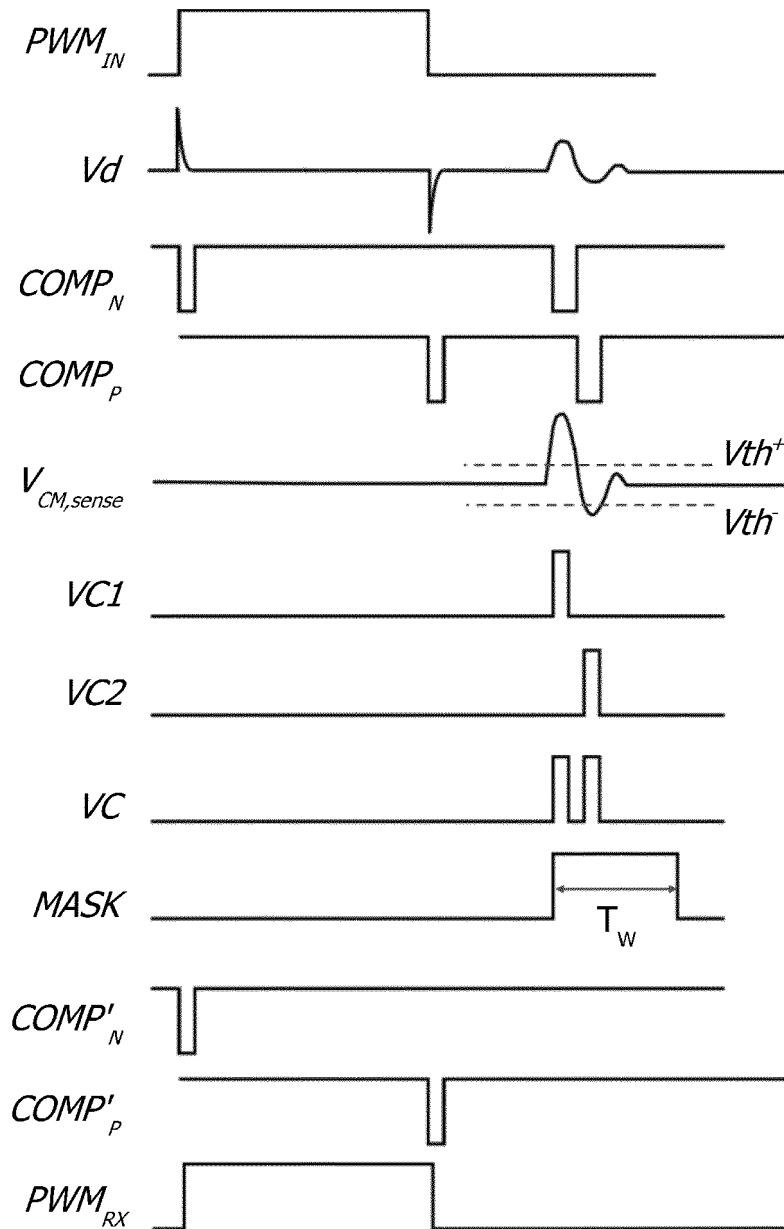 PWM_IN
Vd
COMP_N
COMP_P
Vth+
V_CM,sense
Vth-
VC1
VC2
VC
MASK
T_W
COMP'_N
COMP'_P
PWM_RX